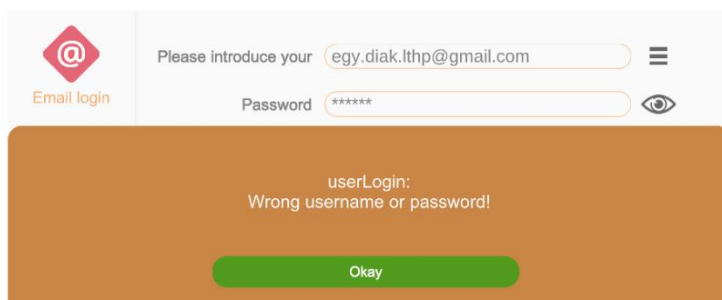 @
Email login
Please introduce your egy.diak.lthp@gmail.com
Password ******
userLogin:
Wrong username or password!
Okay